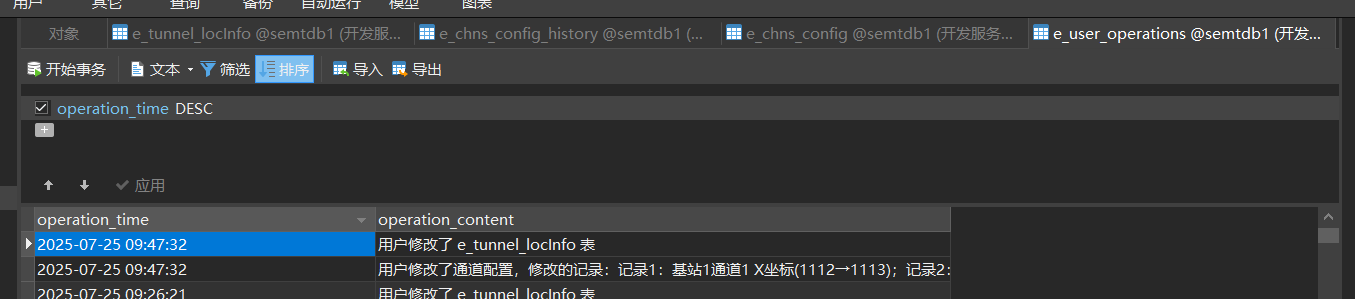 用户 其它 查询 备份 自动运行 模型 图表
对象 e_tunnel_locInfo @semtdb1 (开发服... e_chns_config_history @semtdb1 (... e_chns_config @semtdb1 (开发服务... e_user_operations @semtdb1 (开发...
开始事务 文本 筛选 排序 导入 导出
operation_time DESC
+
应用
operation_time operation_content
2025-07-25 09:47:32 用户修改了 e_tunnel_locInfo 表
2025-07-25 09:47:32 用户修改了通道配置，修改的记录：记录1：基站1通道1 X坐标(1112→1113)；记录2：
2025-07-25 09:26:21 用户修改了 e_tunnel_locInfo 表